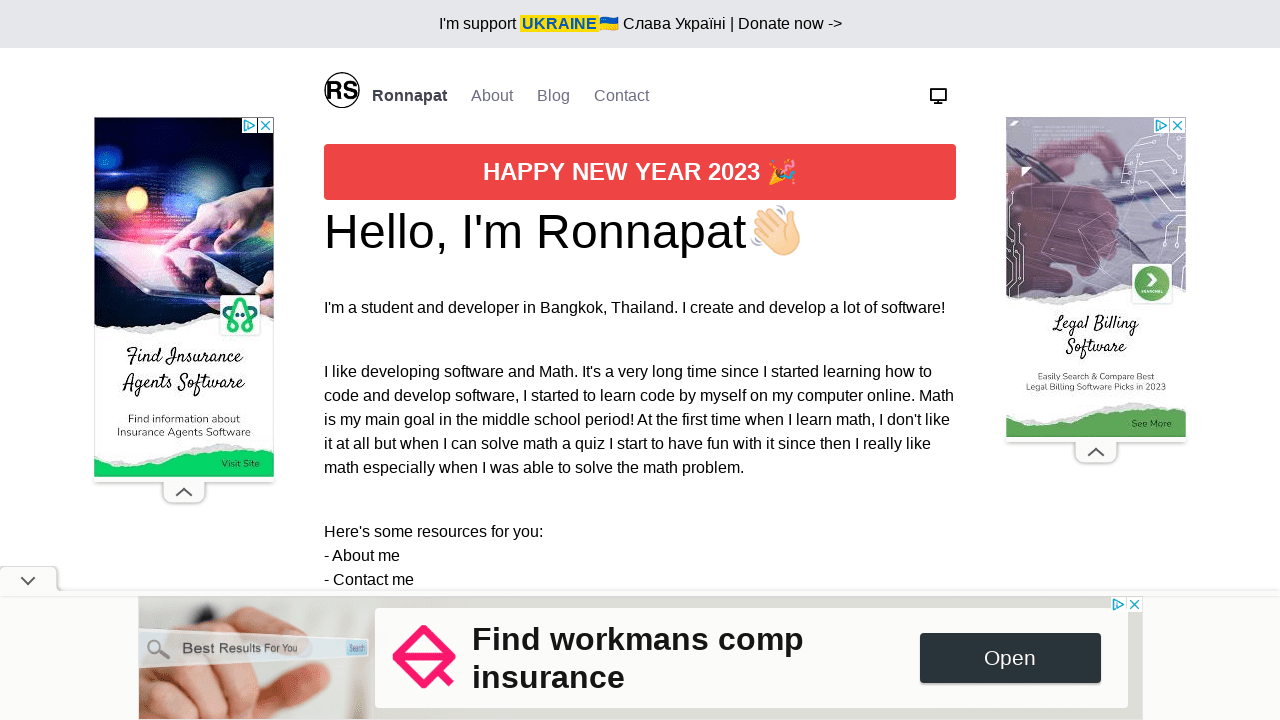 I'm support UKRAINE🇺🇦 Слава Україні | Donate now ->
RS Ronnapat About Blog Contact
HAPPY NEW YEAR 2023 🎉
Hello, I'm Ronnapat👋🏻
I'm a student and developer in Bangkok, Thailand. I create and develop a lot of software!
I like developing software and Math. It's a very long time since I started learning how to
code and develop software, I started to learn code by myself on my computer online. Math
is my main goal in the middle school period! At the first time when I learn math, I don't like
it at all but when I can solve math a quiz I start to have fun with it since then I really like
math especially when I was able to solve the math problem.
Here's some resources for you:
- About me
- Contact me
Find Insurance
Agents Software
Find information about
Insurance Agents Software
Visit Site
Legal Billing
Software
Easily Search & Compare Best
Legal Billing Software Picks in 2023
See More
Best Results For You
Search
Find workmans comp
insurance
Open